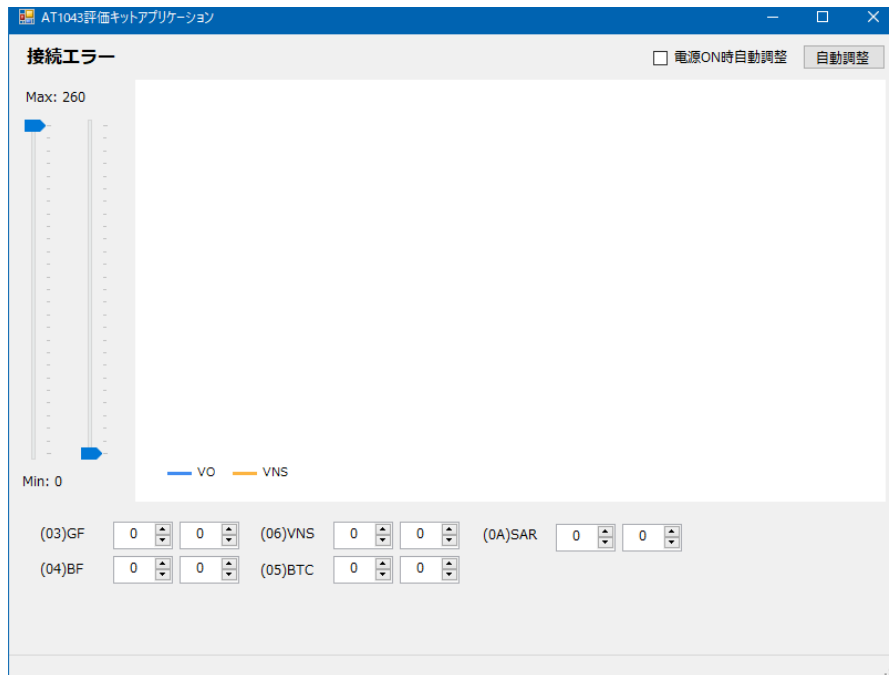 AT1043評価キットアプリケーション
接続エラー
電源ON時自動調整 自動調整
Max: 260
Min: 0
VO VNS
(03)GF 0 0 (06)VNS 0 0 (0A)SAR 0 0
(04)BF 0 0 (05)BTC 0 0